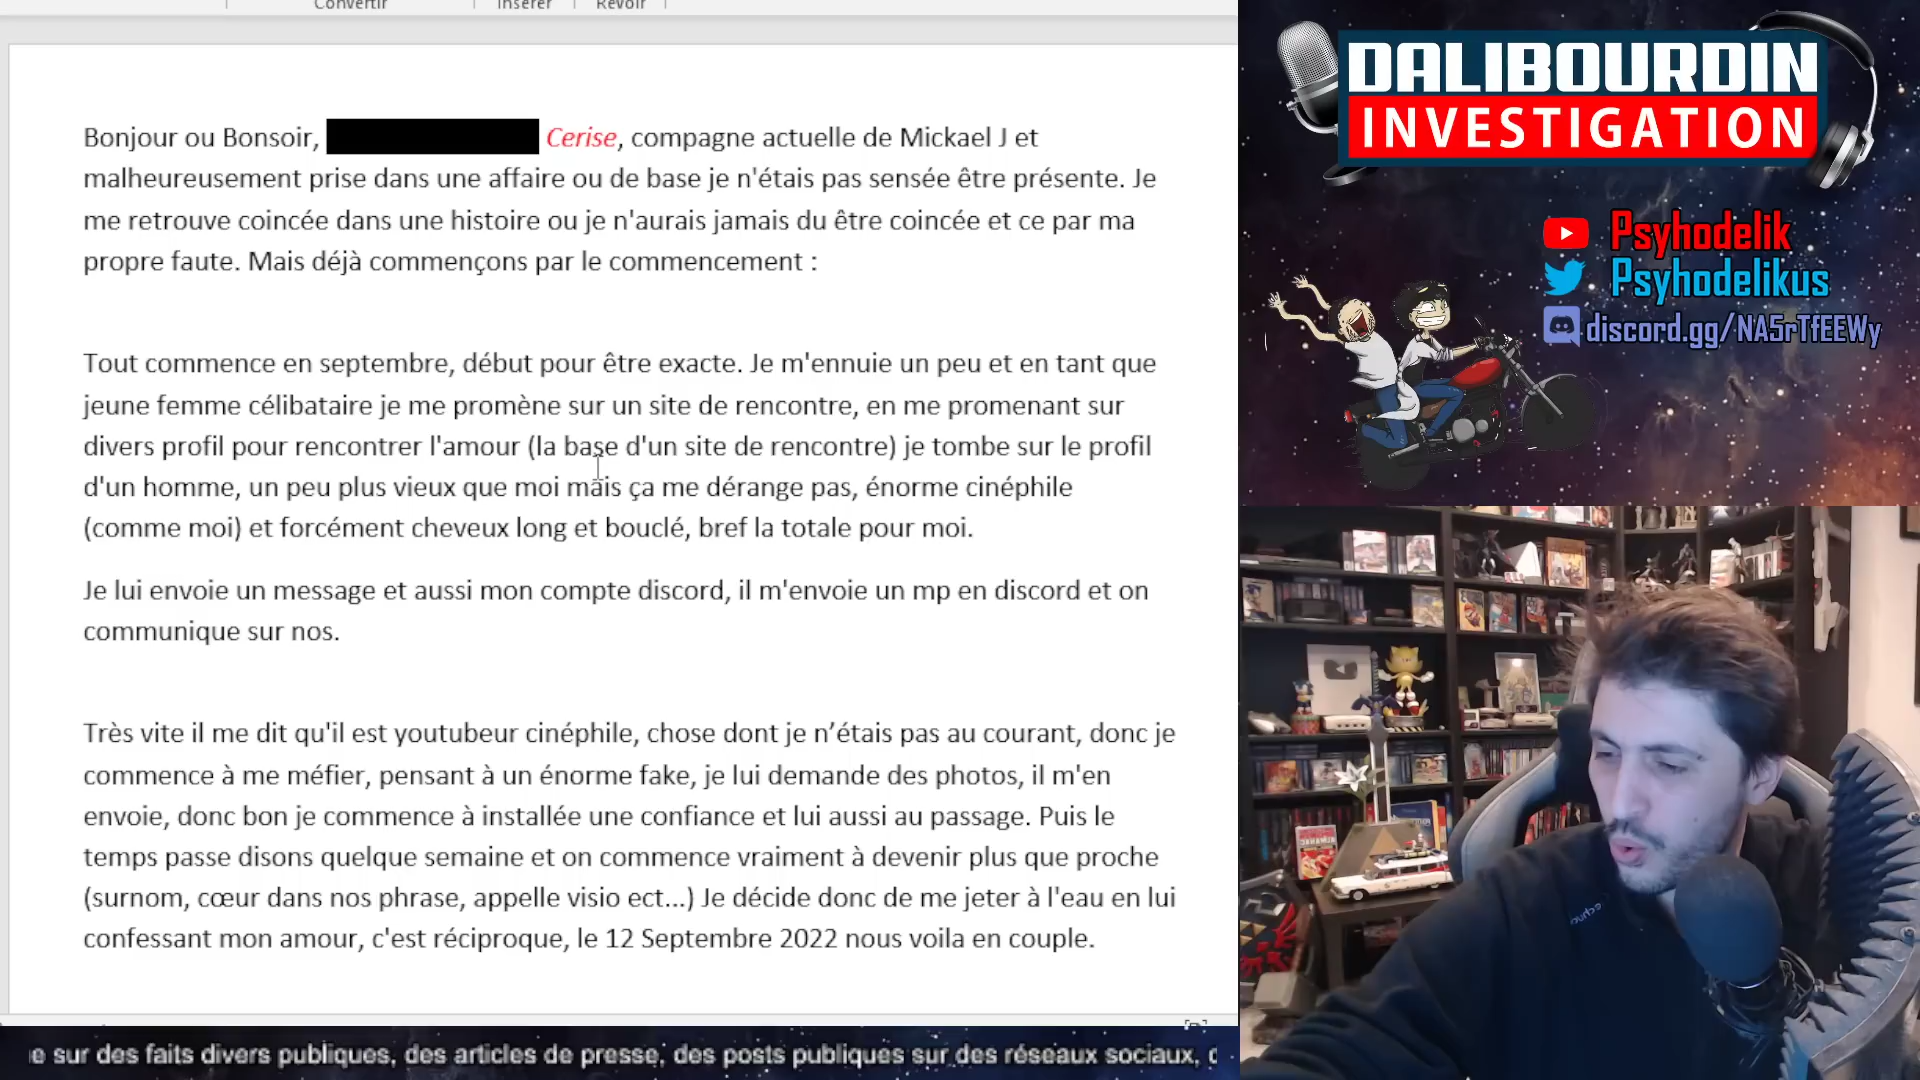 Convertir Insérer Revoir
Bonjour ou Bonsoir, Cerise, compagne actuelle de Mickael J et
malheureusement prise dans une affaire ou de base je n'étais pas sensée être présente. Je
me retrouve coincée dans une histoire ou je n'aurais jamais du être coincée et ce par ma
propre faute. Mais déjà commençons par le commencement :
Tout commence en septembre, début pour être exacte. Je m'ennuie un peu et en tant que
jeune femme célibataire je me promène sur un site de rencontre, en me promenant sur
divers profil pour rencontrer l'amour (la base d'un site de rencontre) je tombe sur le profil
d'un homme, un peu plus vieux que moi mais ça me dérange pas, énorme cinéphile
(comme moi) et forcément cheveux long et bouclé, bref la totale pour moi.
Je lui envoie un message et aussi mon compte discord, il m'envoie un mp en discord et on
communique sur nos.
Très vite il me dit qu'il est youtubeur cinéphile, chose dont je n’étais pas au courant, donc je
commence à me méfier, pensant à un énorme fake, je lui demande des photos, il m'en
envoie, donc bon je commence à installée une confiance et lui aussi au passage. Puis le
temps passe disons quelque semaine et on commence vraiment à devenir plus que proche
(surnom, cœur dans nos phrase, appelle visio ect...) Je décide donc de me jeter à l'eau en lui
confessant mon amour, c'est réciproque, le 12 Septembre 2022 nous voila en couple.
e sur des faits divers publiques, des articles de presse, des posts publiques sur des réseaux sociaux,
DALIBOURDIN
INVESTIGATION
Psyhodelik
Psyhodelikus
discord.gg/NA5rTfEEWy